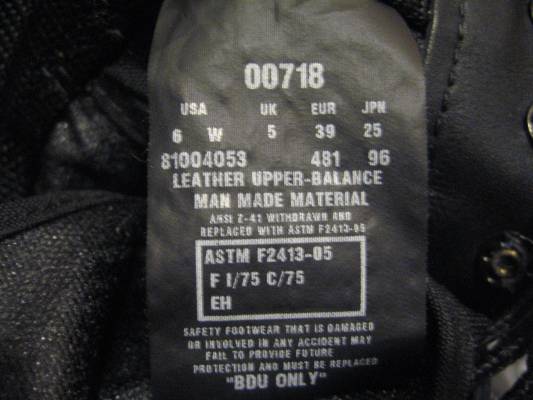 00718
USA UK EUR JPN
6 W 5 39 25
81004053 481 96
LEATHER UPPER-BALANCE
MAN MADE MATERIAL
ANSI Z-41 WITHDRAWN AND
REPLACED WITH ASTM F2413-05
ASTM F2413-05
F I/75 C/75
EH
SAFETY FOOTWEAR THAT IS DAMAGED
OR INVOLVED IN ANY ACCIDENT MAY
FAIL TO PROVIDE FUTURE
PROTECTION AND MUST BE REPLACED
"BDU ONLY"